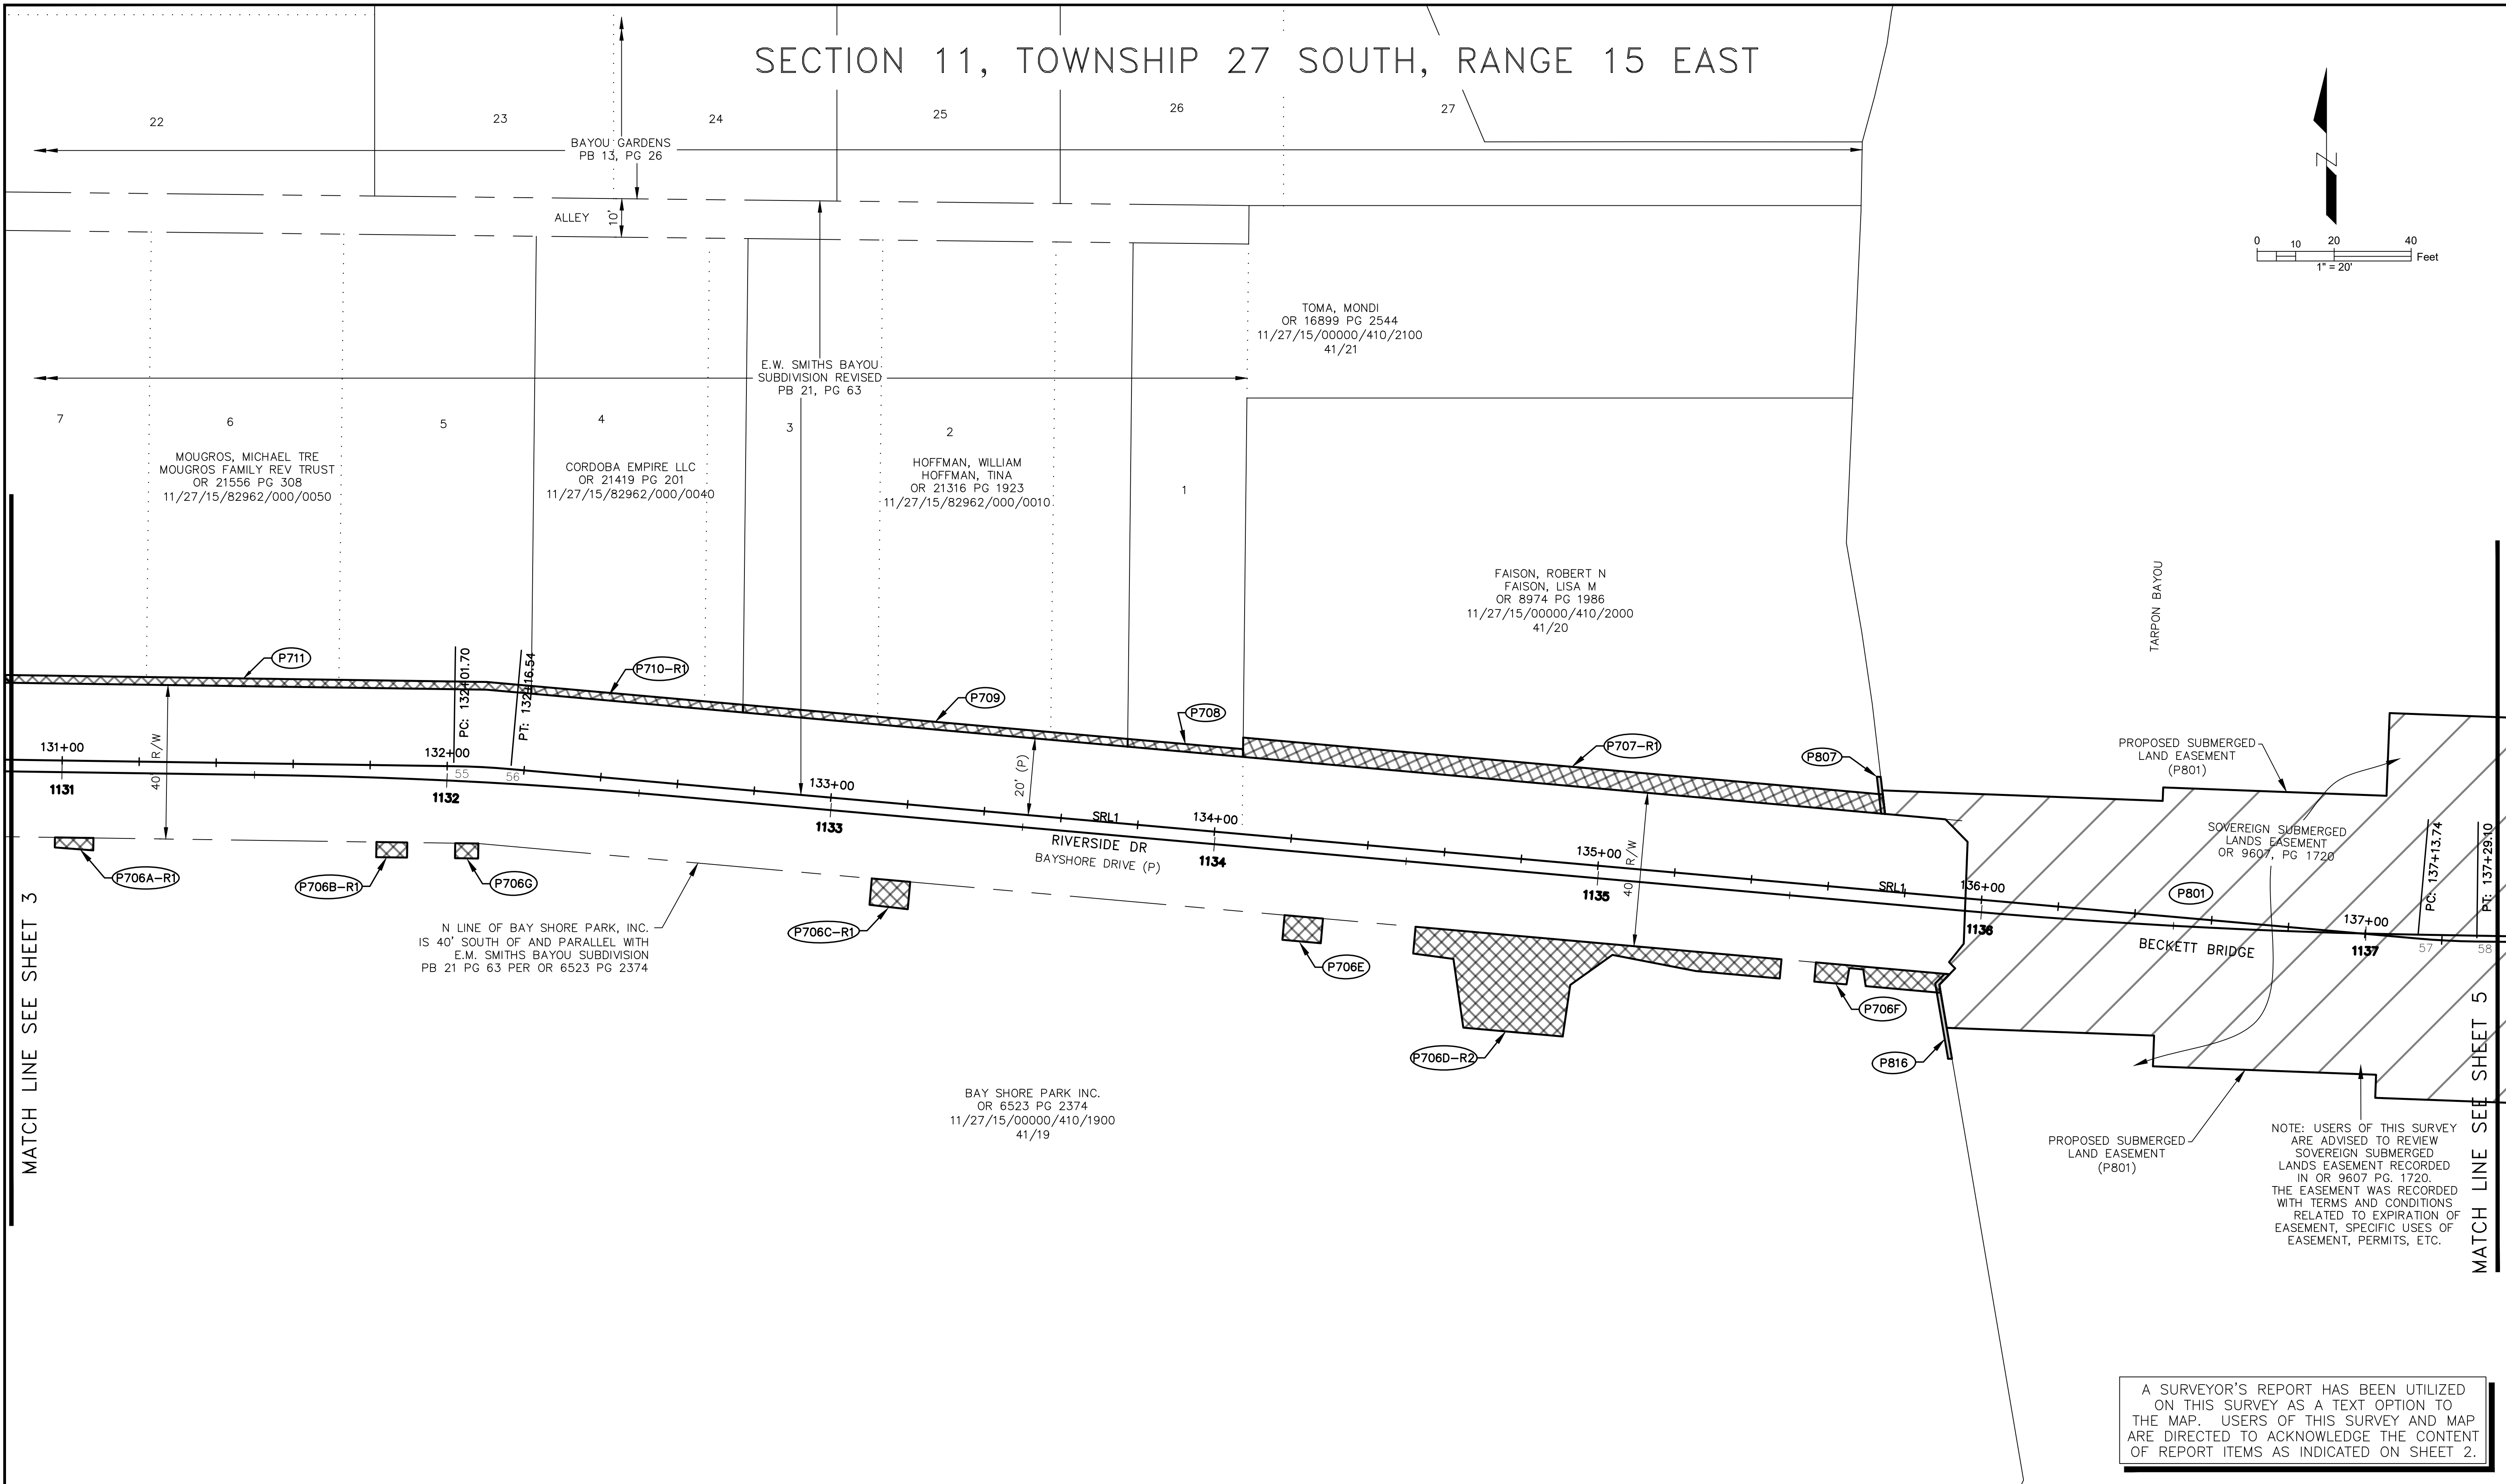 SECTION 11, TOWNSHIP 27 SOUTH, RANGE 15 EAST
22
23
24
25
26
27
BAYOU GARDENS
PB 13, PG 26
ALLEY
10'
N
0 10 20 40
Feet
1" = 20'
TOMA, MONDI
OR 16899 PG 2544
11/27/15/00000/410/2100
41/21
E.W. SMITHS BAYOU
SUBDIVISION REVISED
PB 21, PG 63
7
6
5
4
3
2
1
MOUGROS, MICHAEL TRE
MOUGROS FAMILY REV TRUST
OR 21556 PG 308
11/27/15/82962/000/0050
CORDOBA EMPIRE LLC
OR 21419 PG 201
11/27/15/82962/000/0040
HOFFMAN, WILLIAM
HOFFMAN, TINA
OR 21316 PG 1923
11/27/15/82962/000/0010
FAISON, ROBERT N
FAISON, LISA M
OR 8974 PG 1986
11/27/15/00000/410/2000
41/20
TARPON BAYOU
P711
P710-R1
P709
P708
P707-R1
P807
PC: 132+01.70
PT: 132+16.54
131+00
132+00
133+00
134+00
135+00
136+00
137+00
40' R/W
20' (P)
40' R/W
55
56
57
58
1131
1132
1133
1134
1135
1136
1137
SRL1
SRL1
RIVERSIDE DR
BAYSHORE DRIVE (P)
BECKETT BRIDGE
PROPOSED SUBMERGED
LAND EASEMENT
(P801)
SOVEREIGN SUBMERGED
LANDS EASEMENT
OR 9607, PG 1720
P801
PC: 137+13.74
PT: 137+29.10
P706A-R1
P706B-R1
P706G
P706C-R1
P706E
P706D-R2
P706F
P816
N LINE OF BAY SHORE PARK, INC.
IS 40' SOUTH OF AND PARALLEL WITH
E.M. SMITHS BAYOU SUBDIVISION
PB 21 PG 63 PER OR 6523 PG 2374
BAY SHORE PARK INC.
OR 6523 PG 2374
11/27/15/00000/410/1900
41/19
PROPOSED SUBMERGED
LAND EASEMENT
(P801)
NOTE: USERS OF THIS SURVEY
ARE ADVISED TO REVIEW
SOVEREIGN SUBMERGED
LANDS EASEMENT RECORDED
IN OR 9607 PG. 1720.
THE EASEMENT WAS RECORDED
WITH TERMS AND CONDITIONS
RELATED TO EXPIRATION OF
EASEMENT, SPECIFIC USES OF
EASEMENT, PERMITS, ETC.
MATCH LINE SEE SHEET 3
MATCH LINE SEE SHEET 5
A SURVEYOR'S REPORT HAS BEEN UTILIZED
ON THIS SURVEY AS A TEXT OPTION TO
THE MAP. USERS OF THIS SURVEY AND MAP
ARE DIRECTED TO ACKNOWLEDGE THE CONTENT
OF REPORT ITEMS AS INDICATED ON SHEET 2.